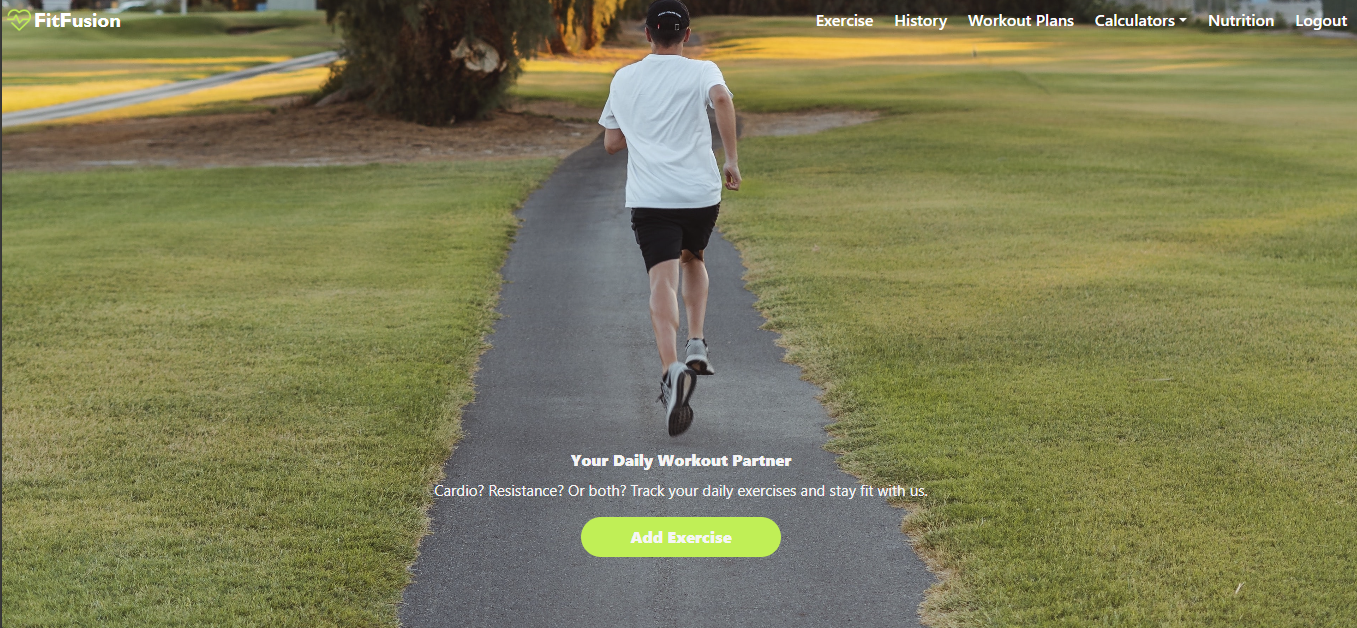 FitFusion
Exercise History Workout Plans Calculators Nutrition Logout
Your Daily Workout Partner
Cardio? Resistance? Or both? Track your daily exercises and stay fit with us.
Add Exercise